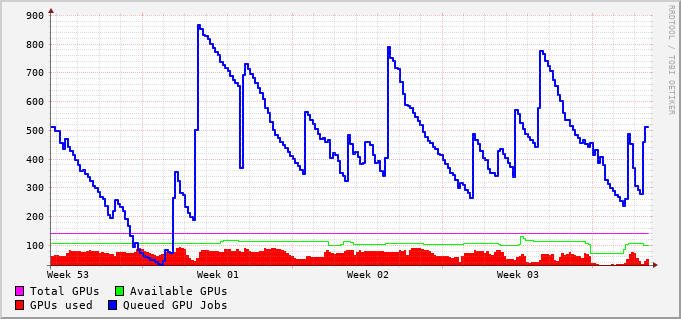 900
800
700
600
500
400
300
200
100
Week 53 Week 01 Week 02 Week 03
Total GPUs Available GPUs
GPUs used Queued GPU Jobs
RRDTOOL / TOBI OETIKER